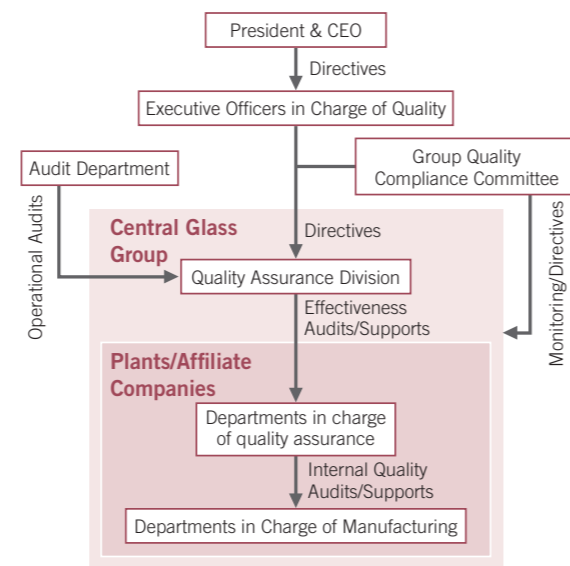 President & CEO
Directives
Executive Officers in Charge of Quality
Audit Department
Group Quality
Compliance Committee
Operational Audits
Central Glass
Group
Directives
Monitoring/Directives
Quality Assurance Division
Effectiveness
Audits/Supports
Plants/Affiliate
Companies
Departments in charge
of quality assurance
Internal Quality
Audits/Supports
Departments in Charge of Manufacturing